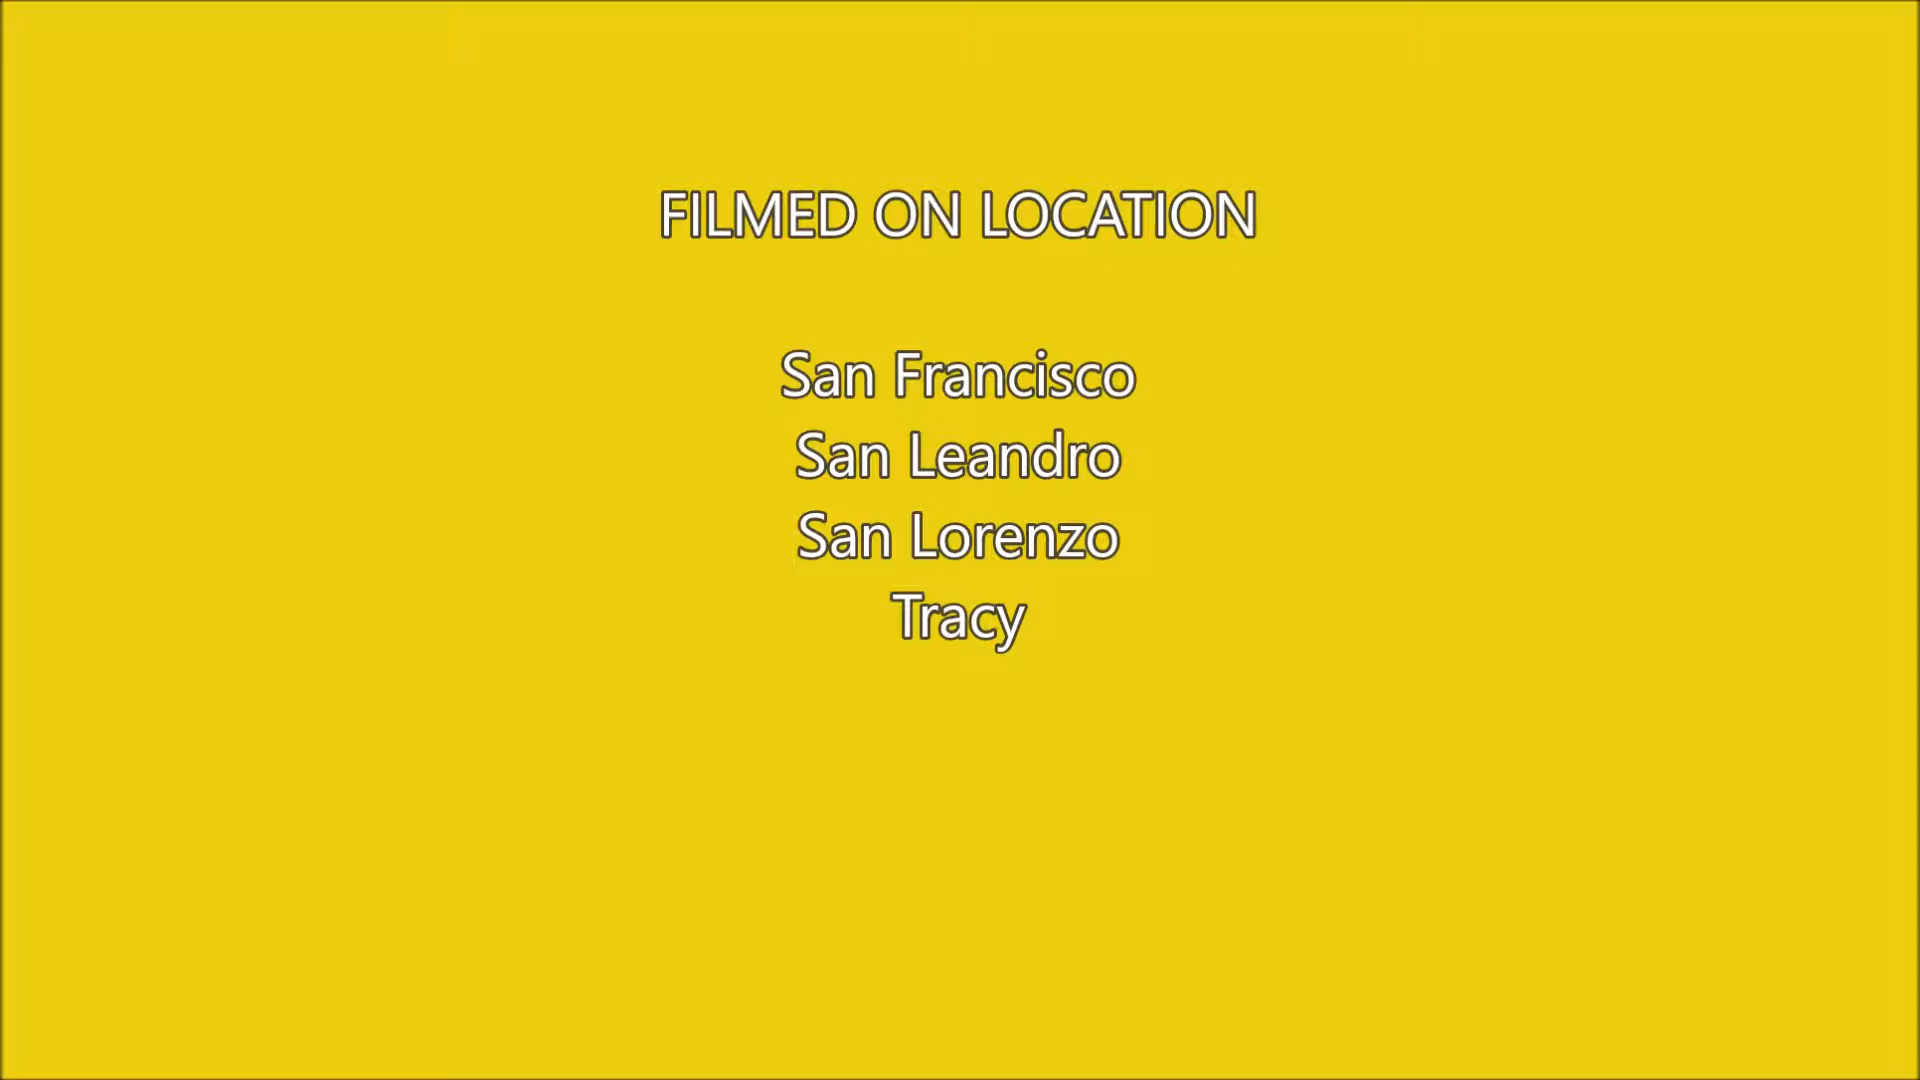 FILMED ON LOCATION
San Francisco
San Leandro
San Lorenzo
Tracy